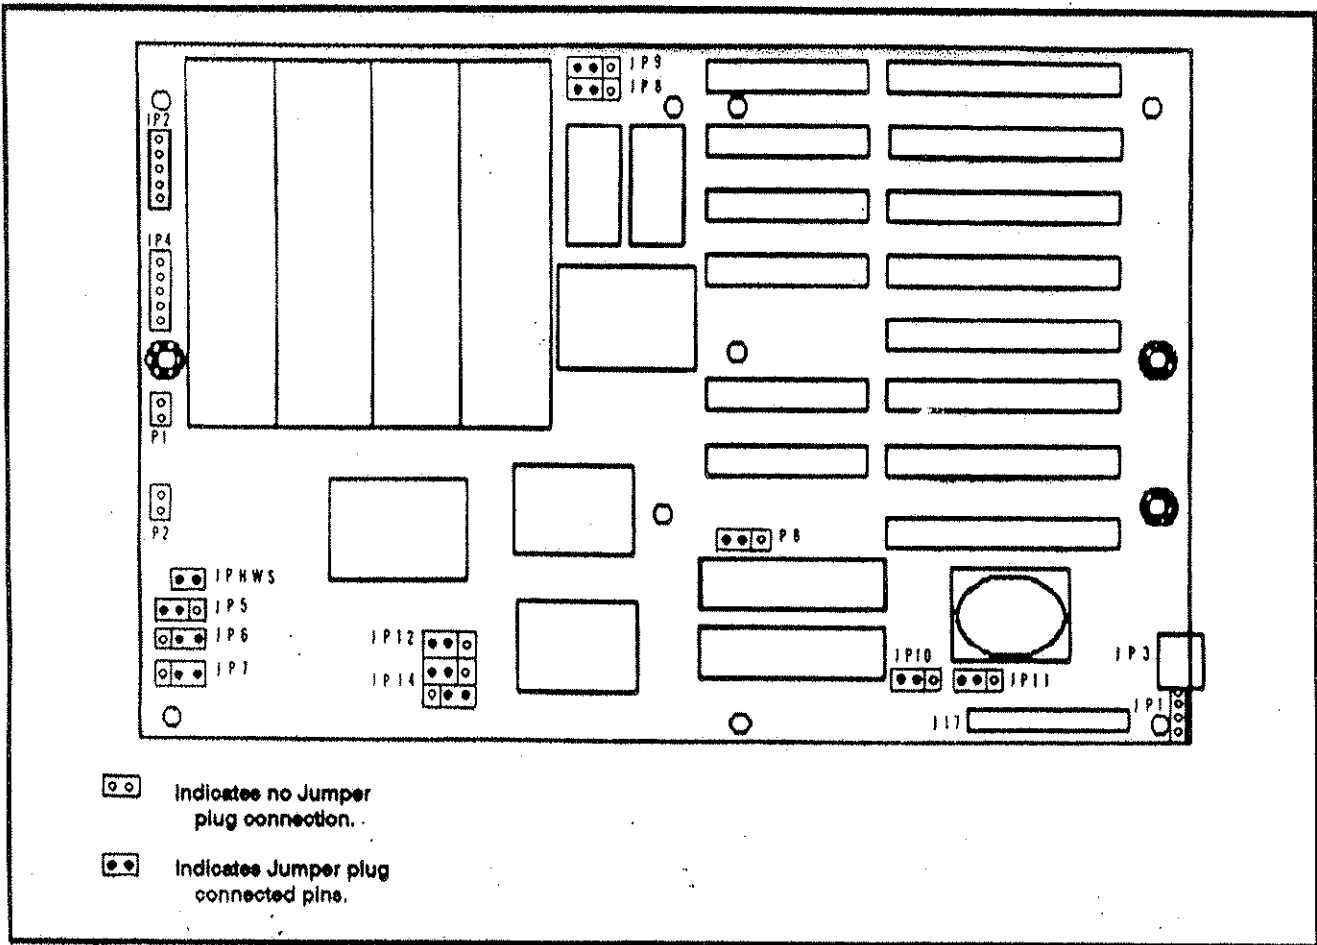 JP9
JP8
JP2
JP4
P1
P2
JPHWS
JP5
JP6
JP7
JP12
JP14
P8
JP10
JP11
JP3
JP1
J17
Indicates no Jumper
plug connection.
Indicates Jumper plug
connected pins.